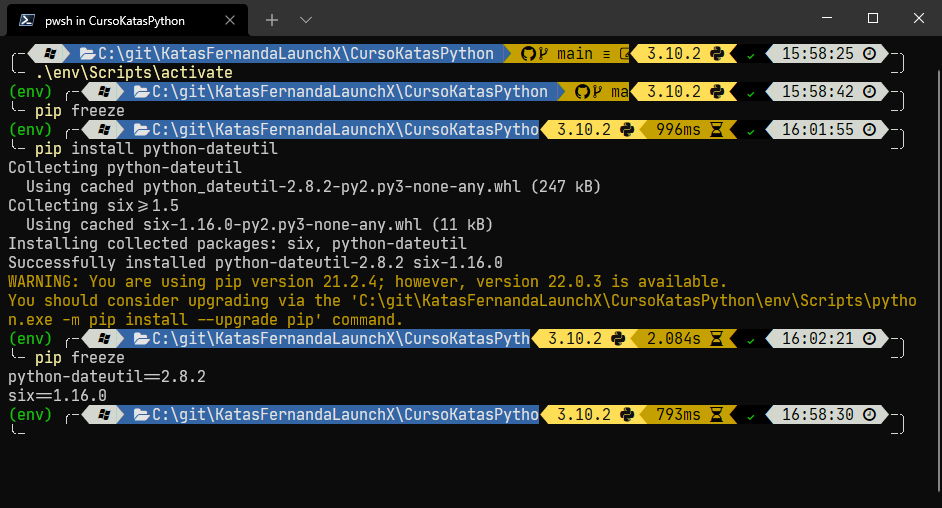 pwsh in CursoKatasPython
C:\git\KatasFernandaLaunchX\CursoKatasPython main ≡ 3.10.2 15:58:25
.\env\Scripts\activate
(env) C:\git\KatasFernandaLaunchX\CursoKatasPython ma 3.10.2 15:58:42
pip freeze
(env) C:\git\KatasFernandaLaunchX\CursoKatasPytho 3.10.2 996ms 16:01:55
pip install python-dateutil
Collecting python-dateutil
Using cached python_dateutil-2.8.2-py2.py3-none-any.whl (247 kB)
Collecting six>=1.5
Using cached six-1.16.0-py2.py3-none-any.whl (11 kB)
Installing collected packages: six, python-dateutil
Successfully installed python-dateutil-2.8.2 six-1.16.0
WARNING: You are using pip version 21.2.4; however, version 22.0.3 is available.
You should consider upgrading via the 'C:\git\KatasFernandaLaunchX\CursoKatasPython\env\Scripts\pytho
n.exe -m pip install --upgrade pip' command.
(env) C:\git\KatasFernandaLaunchX\CursoKatasPyth 3.10.2 2.084s 16:02:21
pip freeze
python-dateutil==2.8.2
six==1.16.0
(env) C:\git\KatasFernandaLaunchX\CursoKatasPytho 3.10.2 793ms 16:58:30